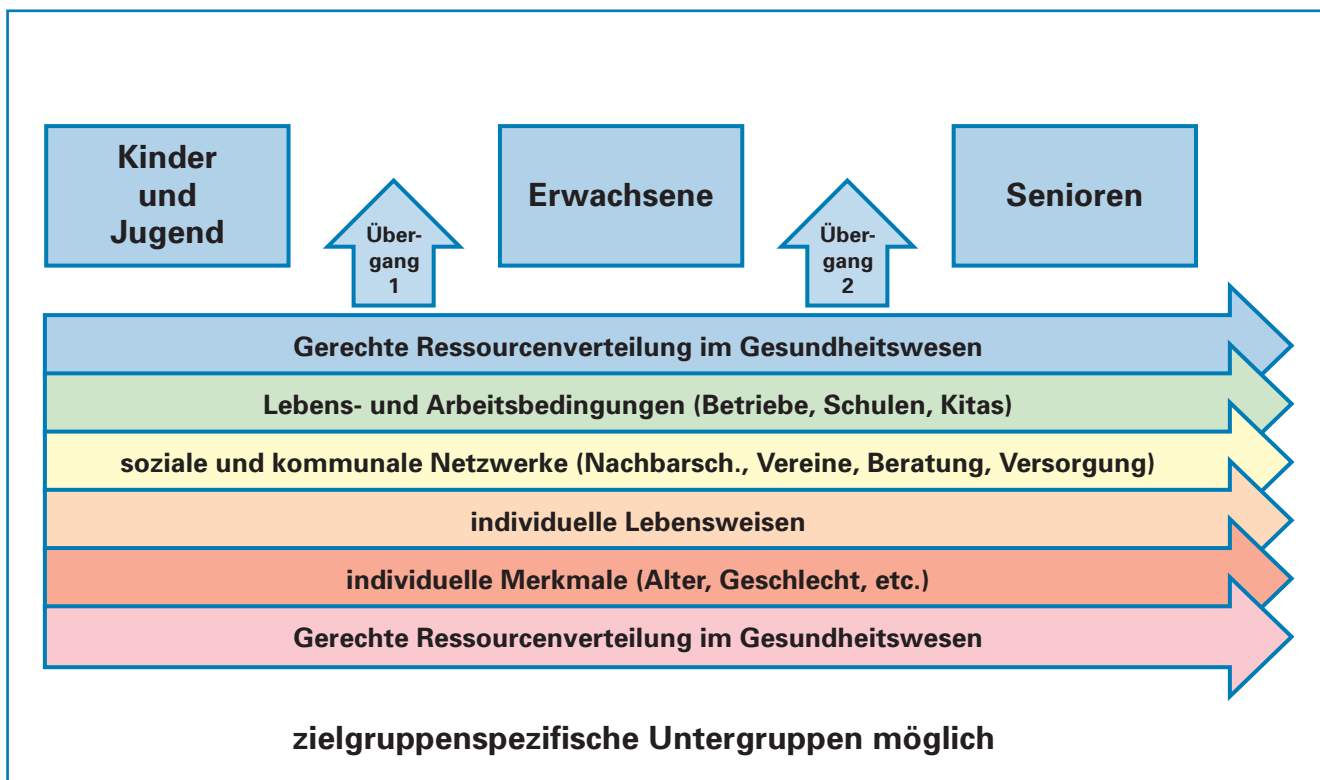 Kinder
und
Jugend
Über-
gang
1
Erwachsene
Über-
gang
2
Senioren
Gerechte Ressourcenverteilung im Gesundheitswesen
Lebens- und Arbeitsbedingungen (Betriebe, Schulen, Kitas)
soziale und kommunale Netzwerke (Nachbarsch., Vereine, Beratung, Versorgung)
individuelle Lebensweisen
individuelle Merkmale (Alter, Geschlecht, etc.)
Gerechte Ressourcenverteilung im Gesundheitswesen
zielgruppenspezifische Untergruppen möglich